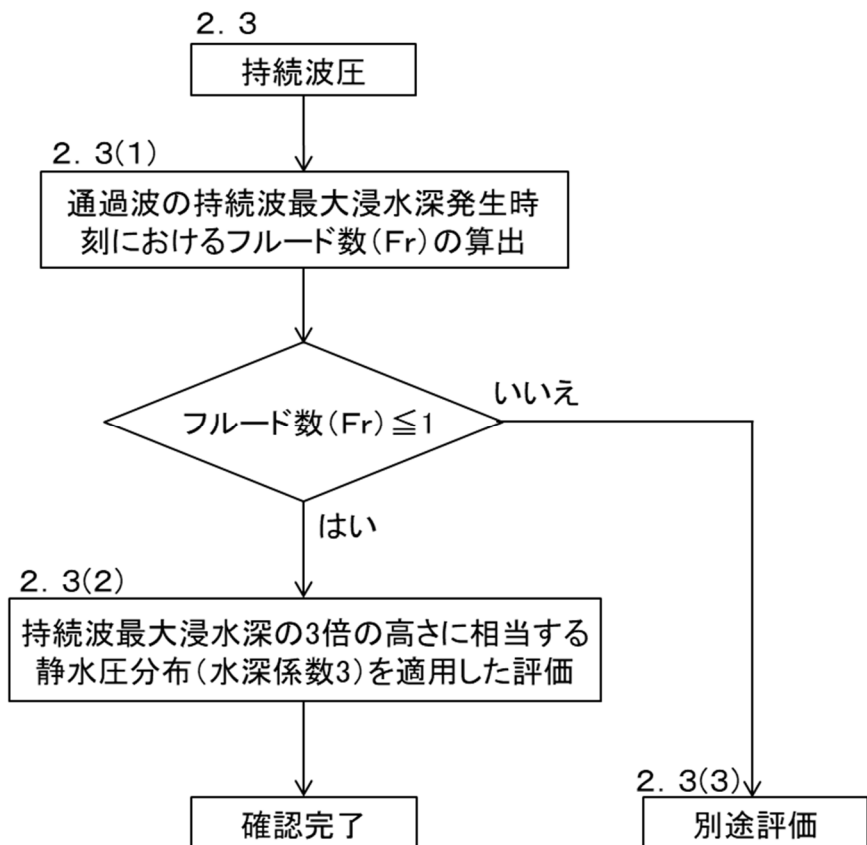 2. 3
持続波圧
2. 3(1)
通過波の持続波最大浸水深発生時
刻におけるフルード数(Fr)の算出
フルード数(Fr)≦1
いいえ
はい
2. 3(2)
持続波最大浸水深の3倍の高さに相当する
静水圧分布(水深係数3)を適用した評価
2. 3(3)
確認完了
別途評価